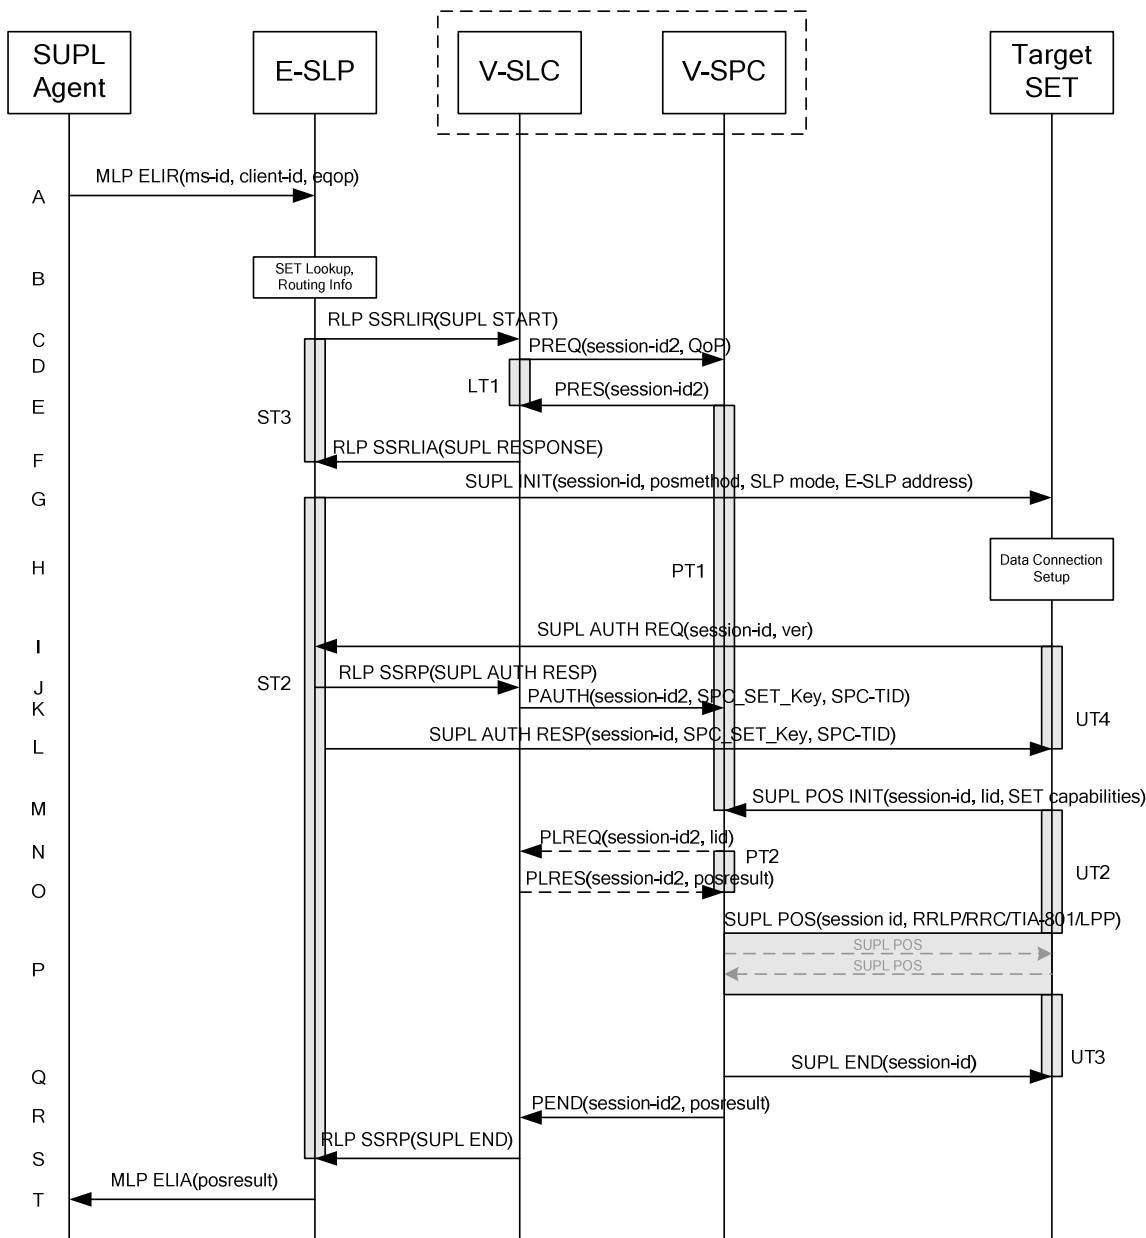 SUPL
Agent
E-SLP
V-SLC
V-SPC
Target
SET
A
MLP ELIR(ms-id, client-id, eqop)
B
SET Lookup,
Routing Info
C
RLP SSRLIR(SUPL START)
D
PREQ(session-id2, QoP)
LT1
E
PRES(session-id2)
ST3
F
RLP SSRLIA(SUPL RESPONSE)
G
SUPL INIT(session-id, posmethod, SLP mode, E-SLP address)
H
PT1
Data Connection
Setup
I
SUPL AUTH REQ(session-id, ver)
ST2
J
RLP SSRP(SUPL AUTH RESP)
K
PAUTH(session-id2, SPC_SET_Key, SPC-TID)
UT4
L
SUPL AUTH RESP(session-id, SPC_SET_Key, SPC-TID)
M
SUPL POS INIT(session-id, lid, SET capabilities)
N
PLREQ(session-id2, lid)
PT2
UT2
O
PLRES(session-id2, posresult)
SUPL POS(session id, RRLP/RRC/TIA-801/LPP)
SUPL POS
P
SUPL POS
UT3
Q
SUPL END(session-id)
R
PEND(session-id2, posresult)
S
RLP SSRP(SUPL END)
T
MLP ELIA(posresult)